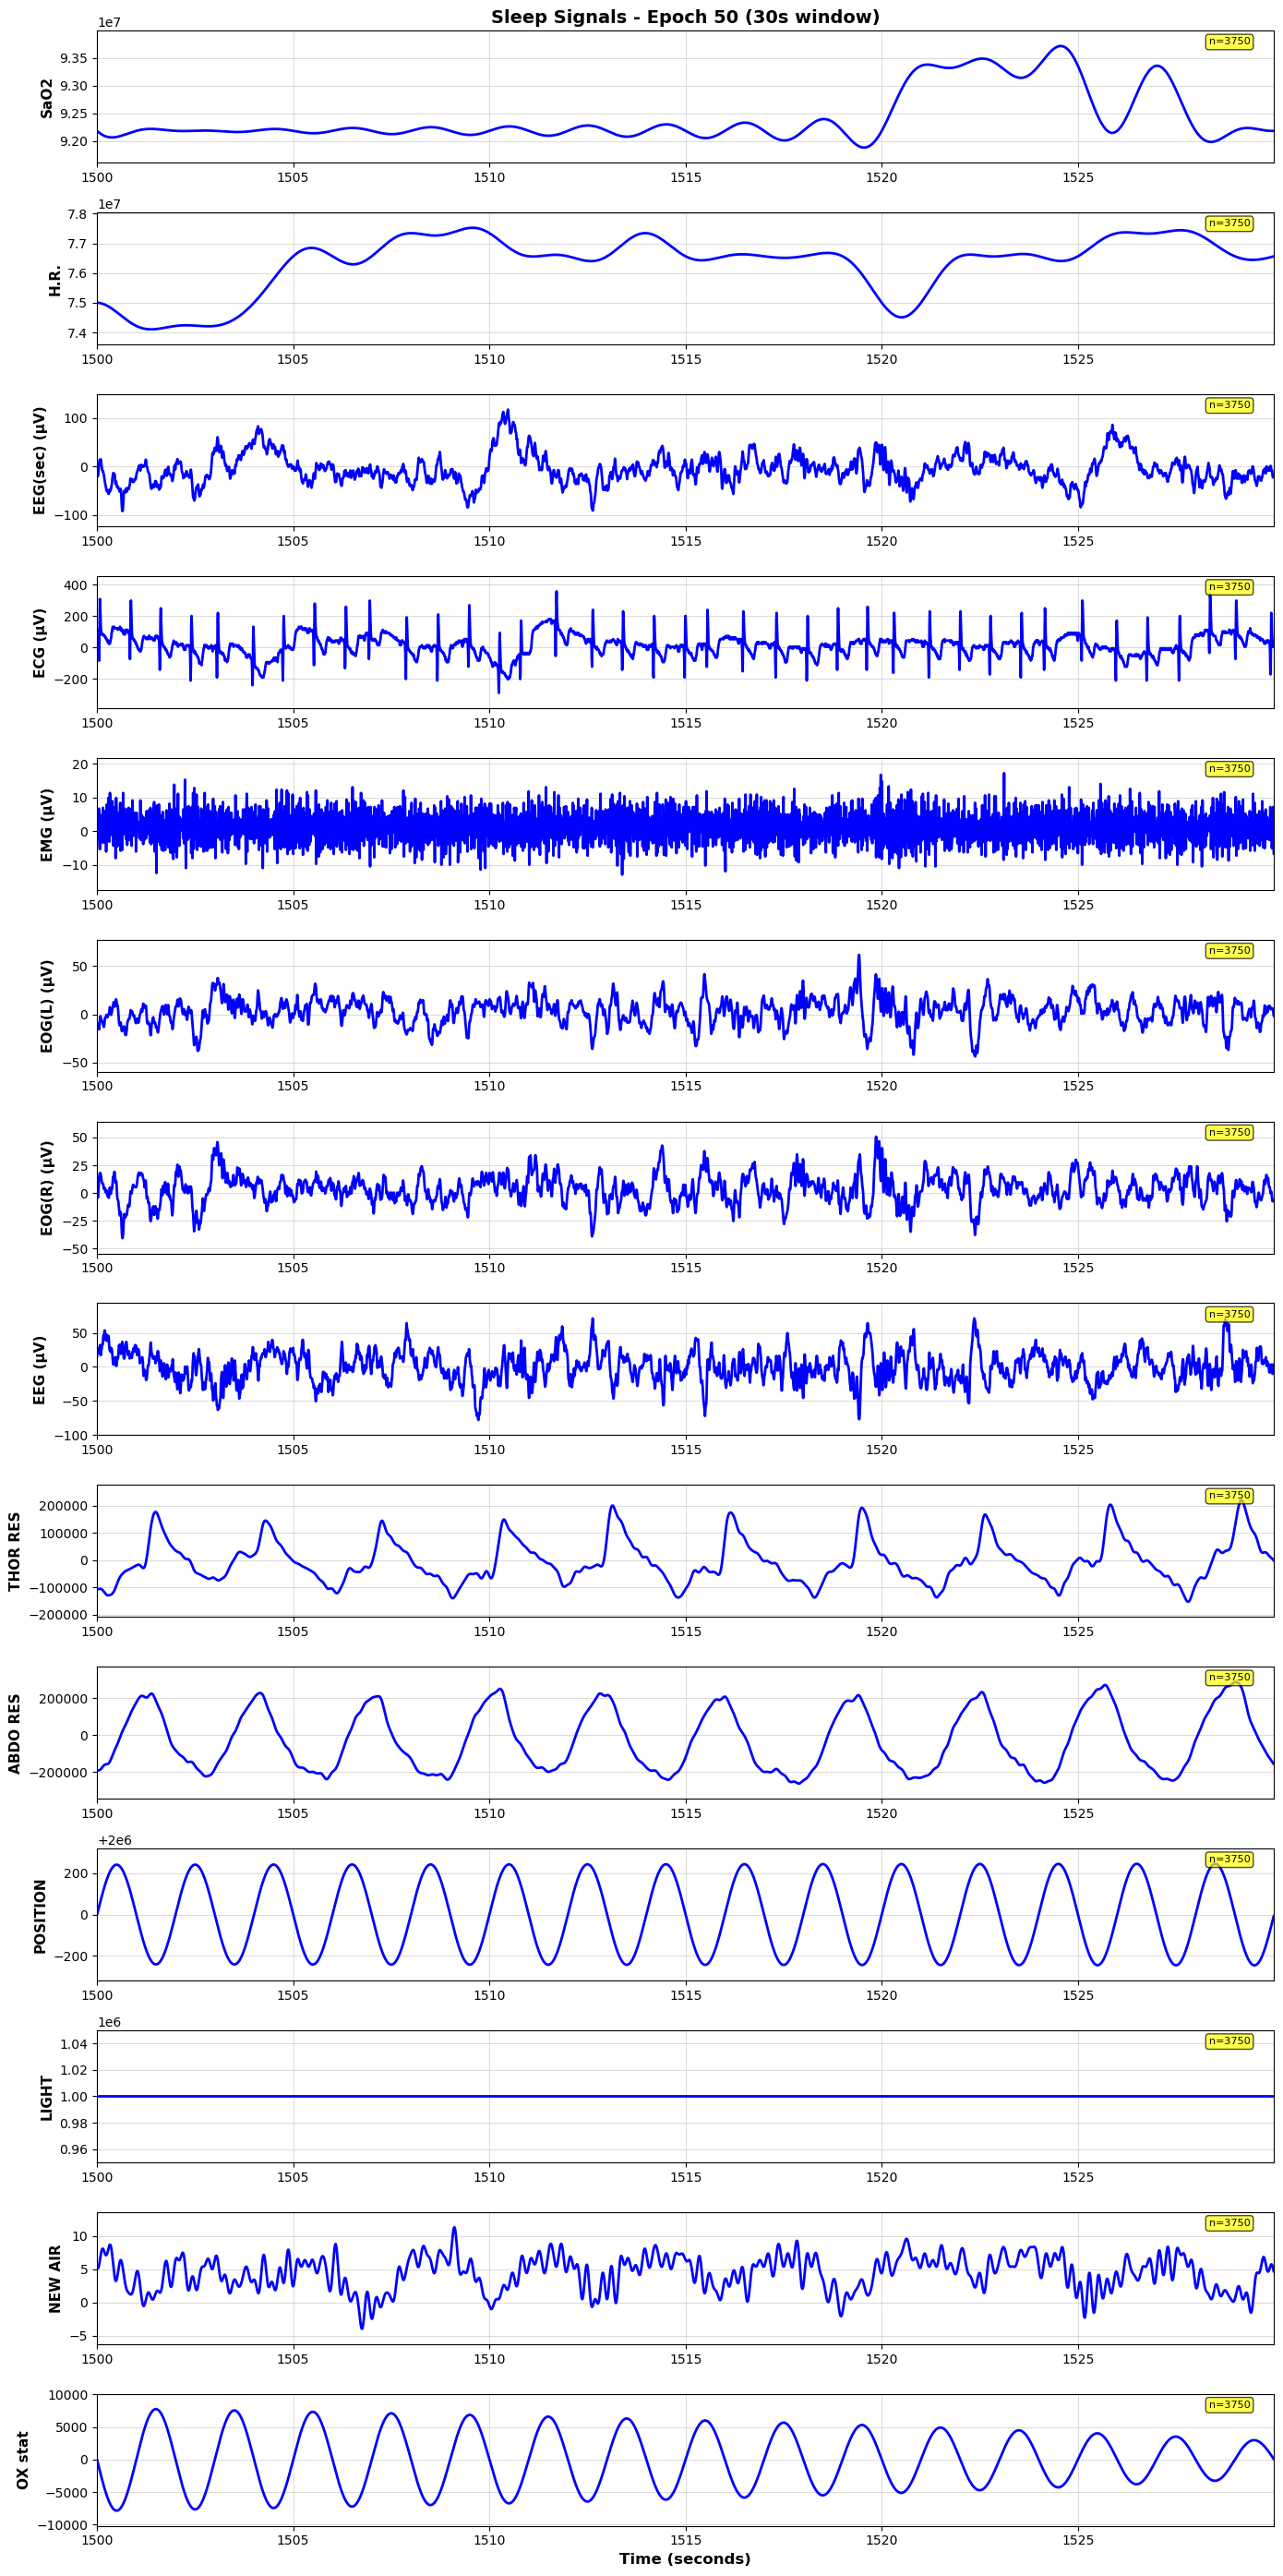 Sleep Signals - Epoch 50 (30s window)
1e7
SaO2
9.35
9.30
9.25
9.20
n=3750
1500 1505 1510 1515 1520 1525
1e7
H.R.
7.8
7.7
7.6
7.5
7.4
n=3750
1500 1505 1510 1515 1520 1525
EEG(sec) (µV)
100
0
−100
n=3750
1500 1505 1510 1515 1520 1525
ECG (µV)
400
200
0
−200
n=3750
1500 1505 1510 1515 1520 1525
EMG (µV)
20
10
0
−10
n=3750
1500 1505 1510 1515 1520 1525
EOG(L) (µV)
50
0
−50
n=3750
1500 1505 1510 1515 1520 1525
EOG(R) (µV)
50
25
0
−25
−50
n=3750
1500 1505 1510 1515 1520 1525
EEG (µV)
50
0
−50
−100
n=3750
1500 1505 1510 1515 1520 1525
THOR RES
200000
100000
0
−100000
−200000
n=3750
1500 1505 1510 1515 1520 1525
ABDO RES
200000
0
−200000
n=3750
1500 1505 1510 1515 1520 1525
+2e6
POSITION
200
0
−200
n=3750
1500 1505 1510 1515 1520 1525
1e6
LIGHT
1.04
1.02
1.00
0.98
0.96
n=3750
1500 1505 1510 1515 1520 1525
NEW AIR
10
5
0
−5
n=3750
1500 1505 1510 1515 1520 1525
OX stat
10000
5000
0
−5000
−10000
n=3750
1500 1505 1510 1515 1520 1525
Time (seconds)